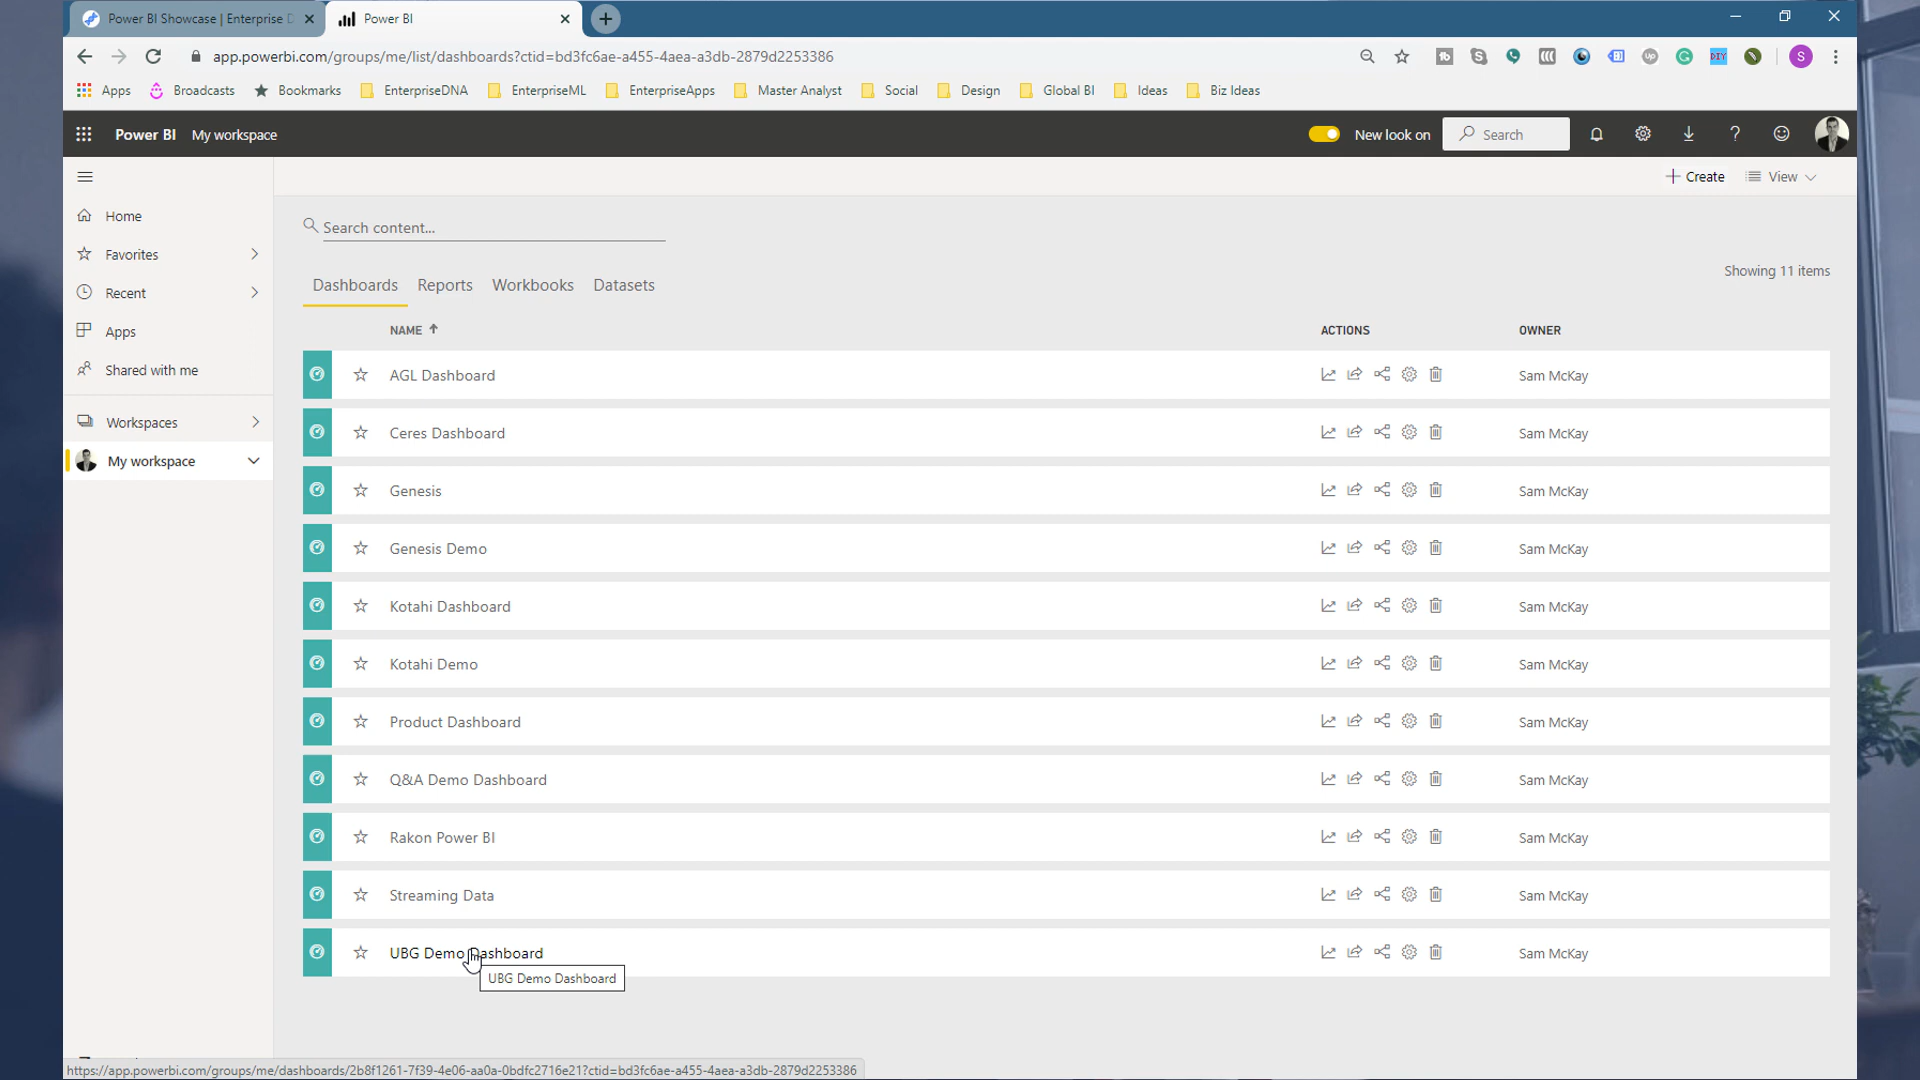 Power BI Showcase | Enterprise D
Power BI
app.powerbi.com/groups/me/list/dashboards?ctid=bd3fc6ae-a455-4aea-a3db-2879d2253386
S
Apps Broadcasts Bookmarks EnterpriseDNA EnterpriseML EnterpriseApps Master Analyst Social Design Global BI Ideas Biz Ideas
Power BI My workspace New look on Search
Create View
Home
Search content...
Favorites
Showing 11 items
Dashboards Reports Workbooks Datasets
Recent
NAME ACTIONS OWNER
Apps
Shared with me
AGL Dashboard Sam McKay
Workspaces
Ceres Dashboard Sam McKay
My workspace
Genesis Sam McKay
Genesis Demo Sam McKay
Kotahi Dashboard Sam McKay
Kotahi Demo Sam McKay
Product Dashboard Sam McKay
Q&A Demo Dashboard Sam McKay
Rakon Power BI Sam McKay
Streaming Data Sam McKay
UBG Demo Dashboard Sam McKay
UBG Demo Dashboard
https://app.powerbi.com/groups/me/dashboards/2b8f1261-7f39-4e06-aa0a-0bdfc2716e21?ctid=bd3fc6ae-a455-4aea-a3db-2879d2253386